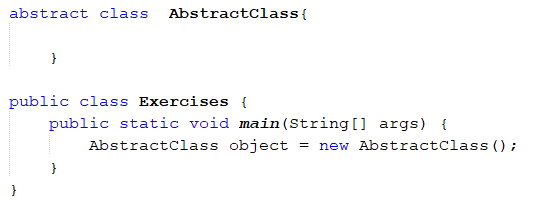 abstract class  AbstractClass{
}
public class Exercises {
public static void main(String[] args) {
AbstractClass object = new AbstractClass();
}
}